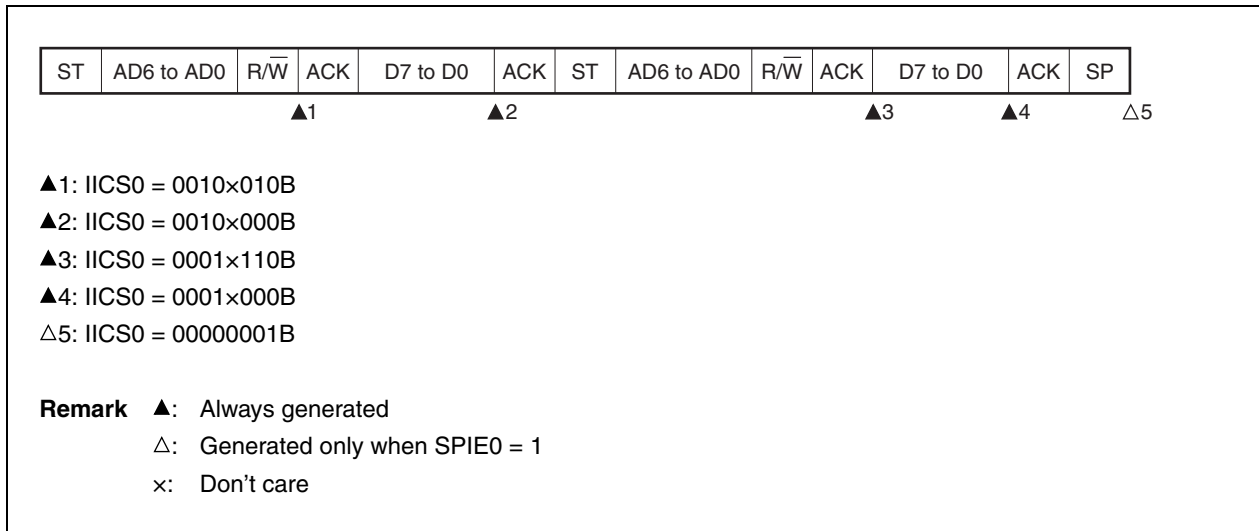 ST AD6 to AD0 R/W̅ ACK D7 to D0 ACK ST AD6 to AD0 R/W̅ ACK D7 to D0 ACK SP
▲1 ▲2 ▲3 ▲4 △5
▲1: IICS0 = 0010×010B
▲2: IICS0 = 0010×000B
▲3: IICS0 = 0001×110B
▲4: IICS0 = 0001×000B
△5: IICS0 = 00000001B
Remark ▲: Always generated
△: Generated only when SPIE0 = 1
×: Don't care